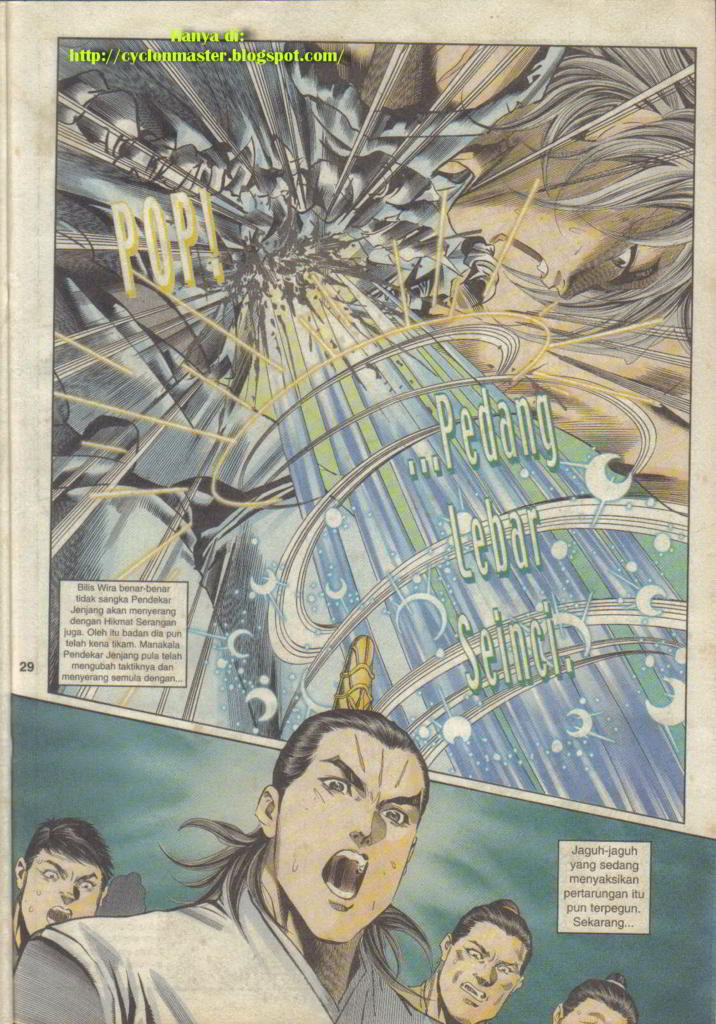 Hanya di:
http://cyclonmaster.blogspot.com/
POP!
...Pedang
Lebar
Seinci.
Bilis Wira benar-benar
tidak sangka Pendekar
Jenjang akan menyerang
dengan Hikmat Serangan
juga. Oleh itu badan dia pun
telah kena tikam. Manakala
Pendekar Jenjang pula telah
mengubah taktiknya dan
menyerang semula dengan...
29
Jaguh-jaguh
yang sedang
menyaksikan
pertarungan itu
pun terpegun.
Sekarang...